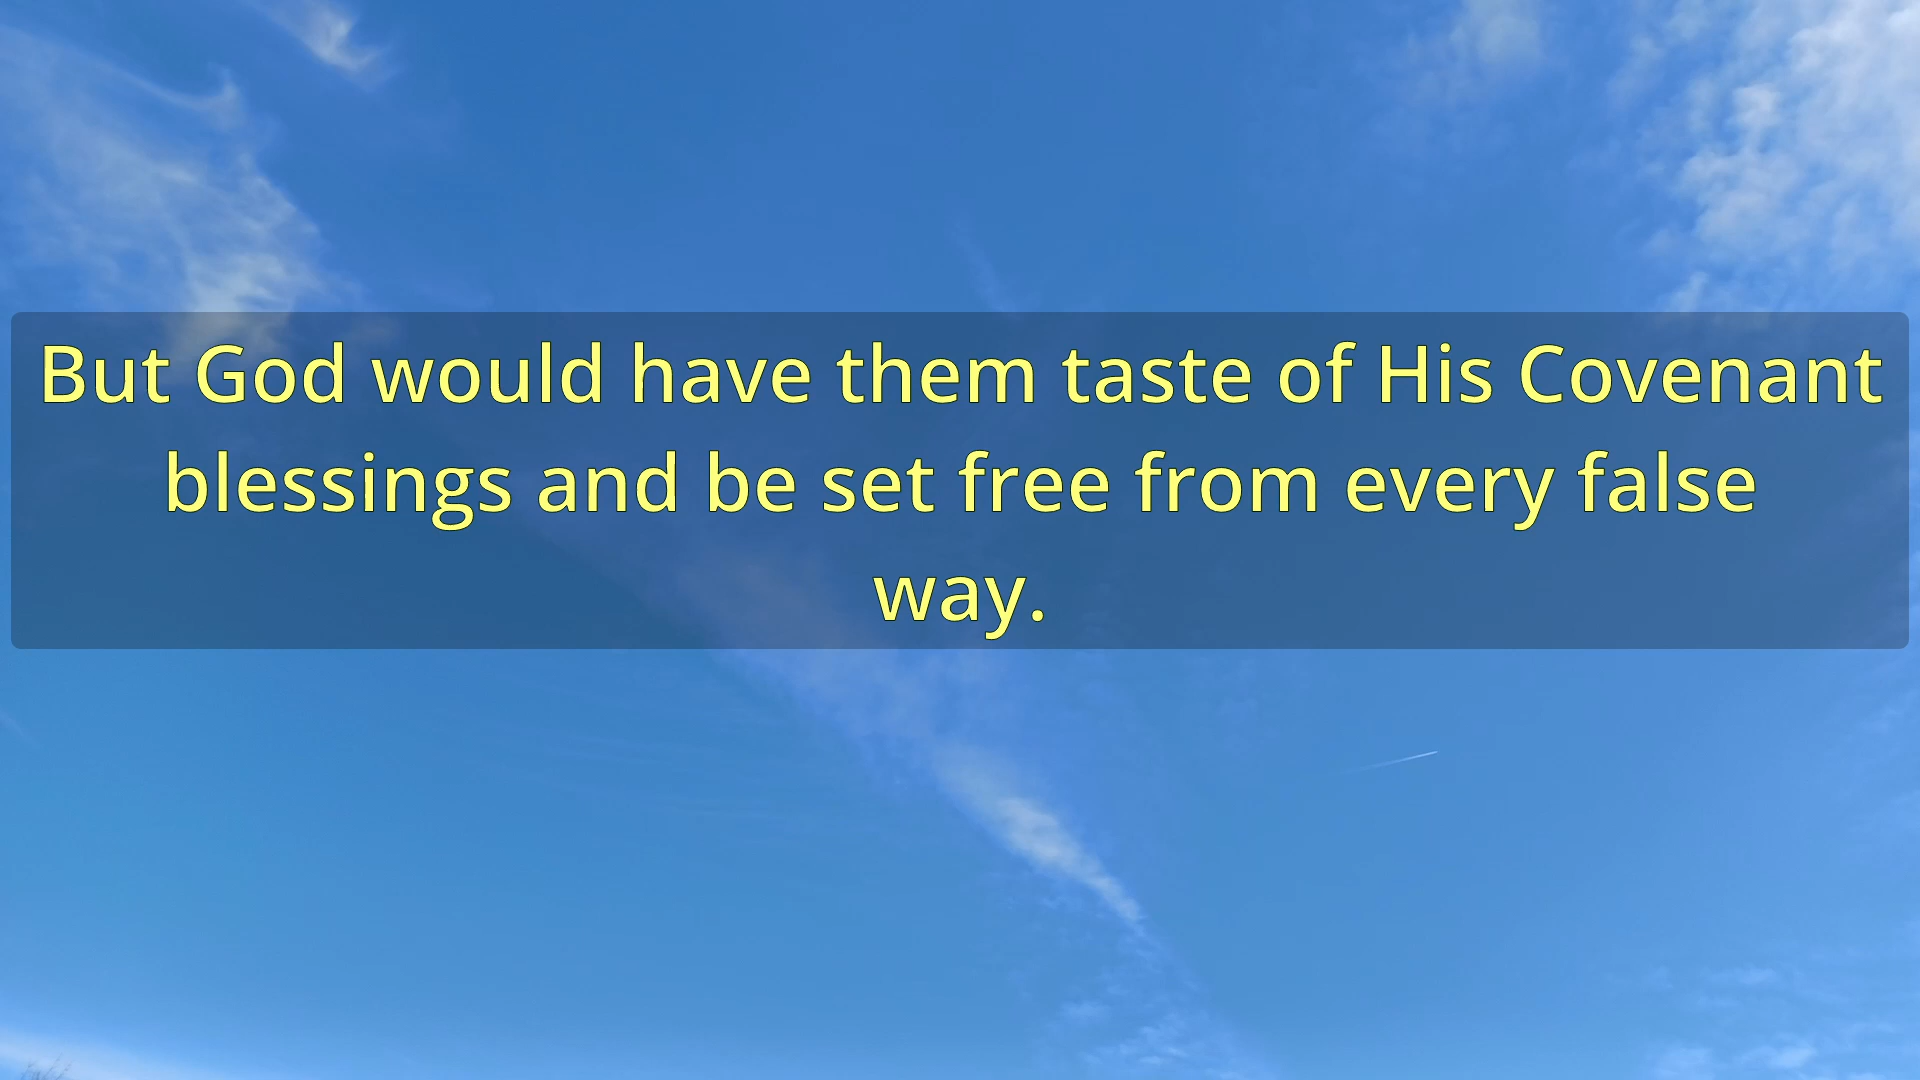 But God would have them taste of His Covenant
blessings and be set free from every false
way.